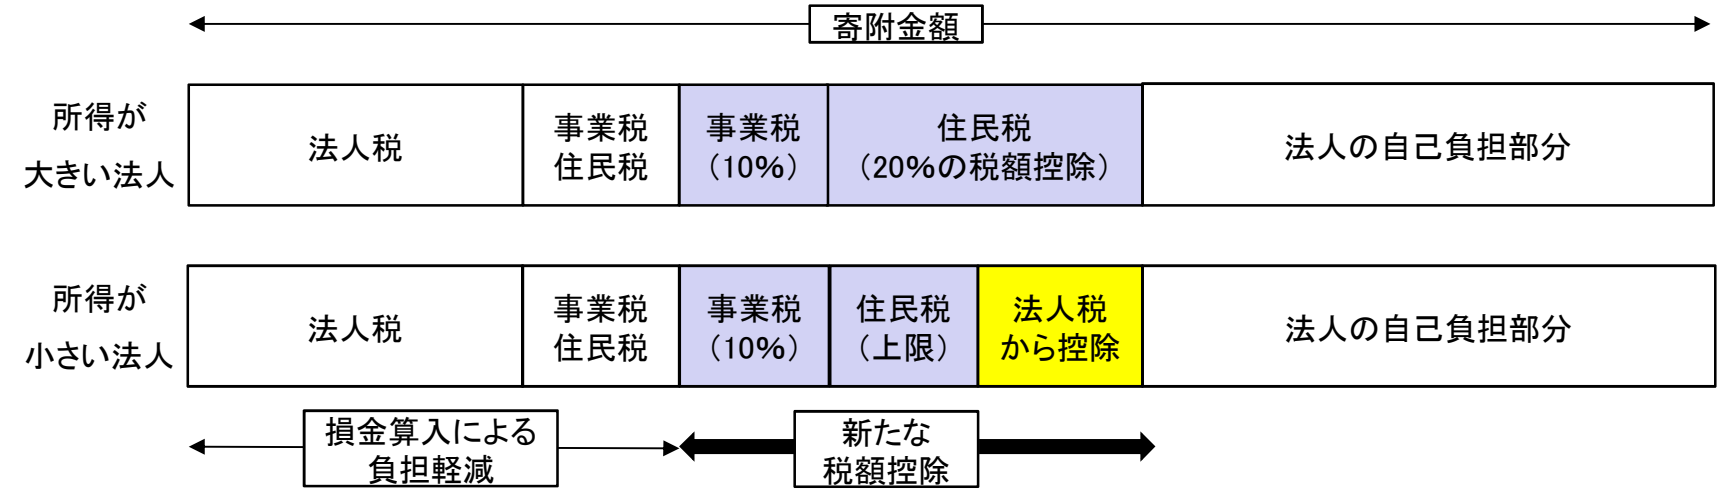 寄附金額
所得が
大きい法人
法人税
事業税
住民税
事業税
（10%）
住民税
（20%の税額控除）
法人の自己負担部分
所得が
小さい法人
法人税
事業税
住民税
事業税
（10%）
住民税
（上限）
法人税
から控除
法人の自己負担部分
損金算入による
負担軽減
新たな
税額控除